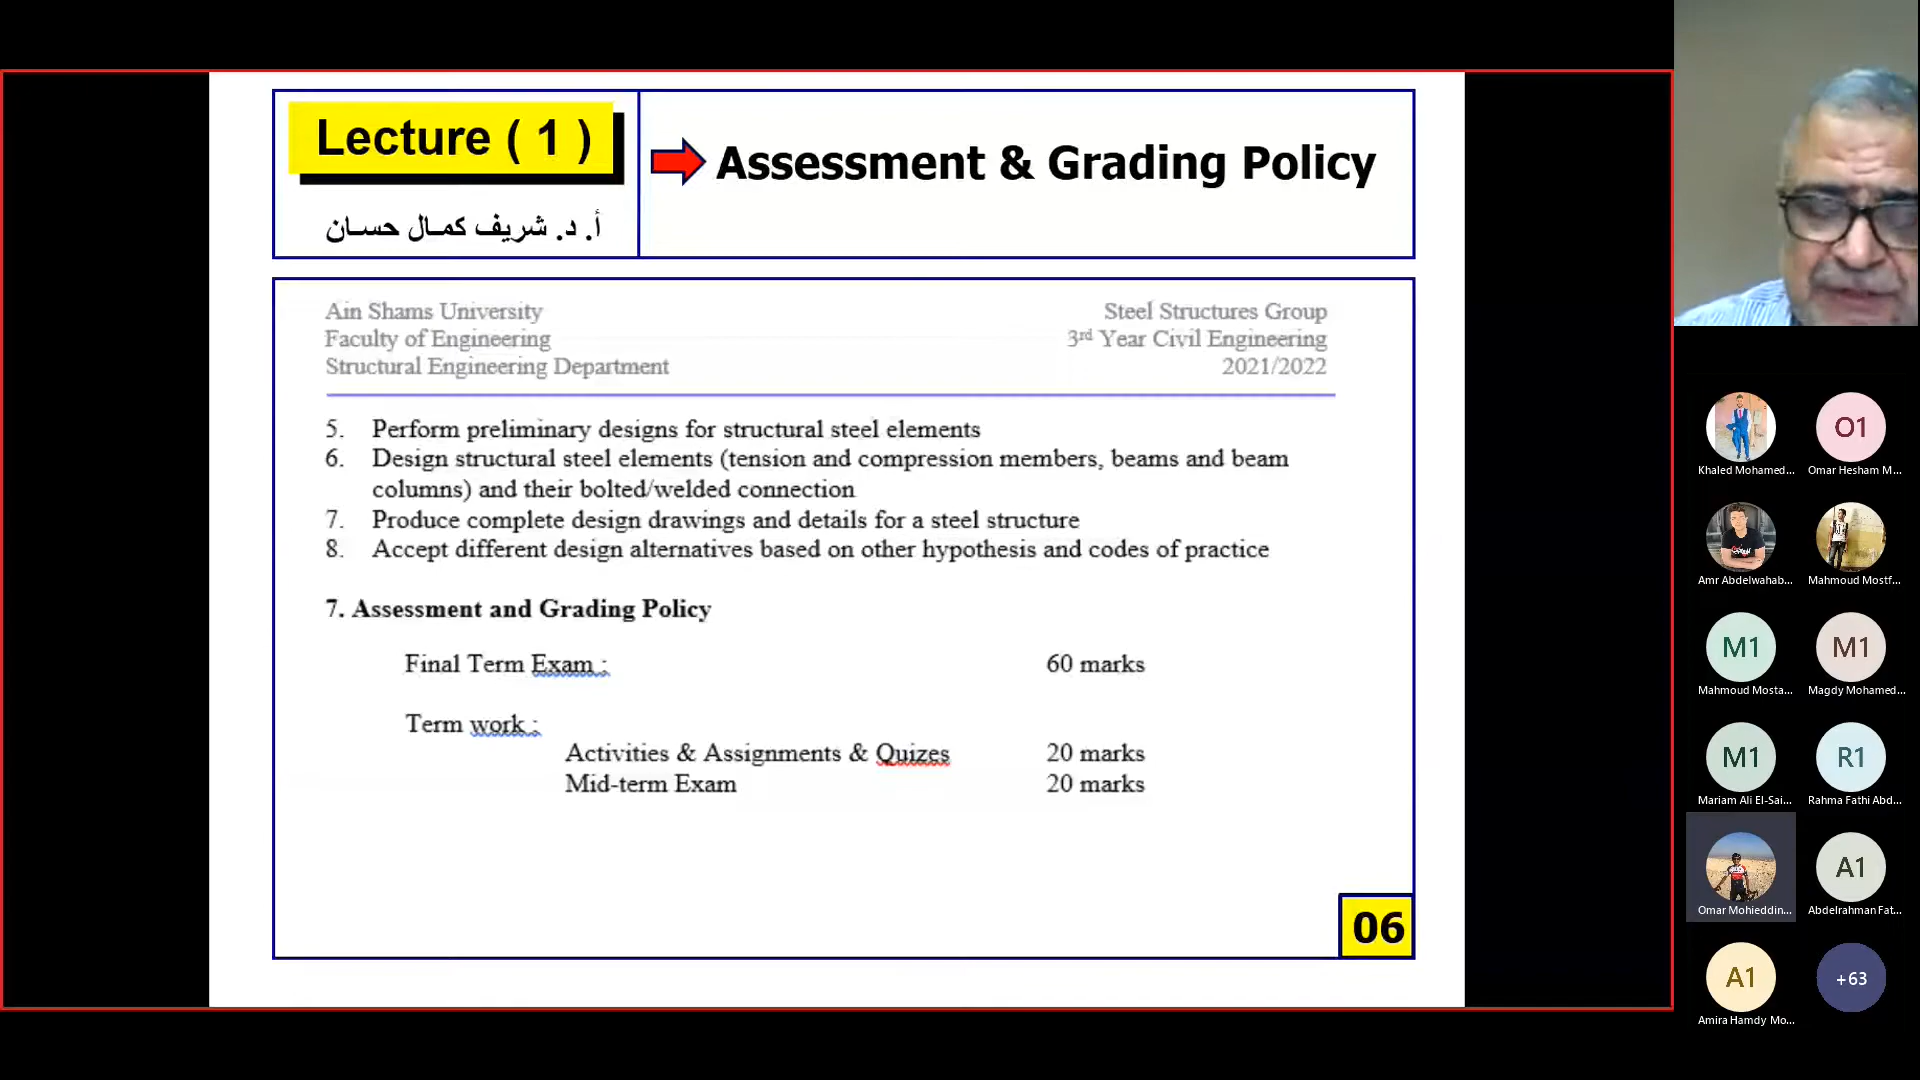 Lecture ( 1 )
أ. د. شريف كمال حسان
Assessment & Grading Policy
Ain Shams University
Faculty of Engineering
Structural Engineering Department
Steel Structures Group
3rd Year Civil Engineering
2021/2022
5. Perform preliminary designs for structural steel elements
6. Design structural steel elements (tension and compression members, beams and beam
columns) and their bolted/welded connection
7. Produce complete design drawings and details for a steel structure
8. Accept different design alternatives based on other hypothesis and codes of practice
7. Assessment and Grading Policy
Final Term Exam : 60 marks
Term work :
Activities & Assignments & Quizes 20 marks
Mid-term Exam 20 marks
06
Khaled Mohamed...
O1
Omar Hesham M...
Amr Abdelwahab...
Mahmoud Mostf...
M1
Mahmoud Mosta...
M1
Magdy Mohamed...
M1
Mariam Ali El-Sai...
R1
Rahma Fathi Abd...
Omar Mohieddin...
A1
Abdelrahman Fat...
A1
Amira Hamdy Mo...
+63